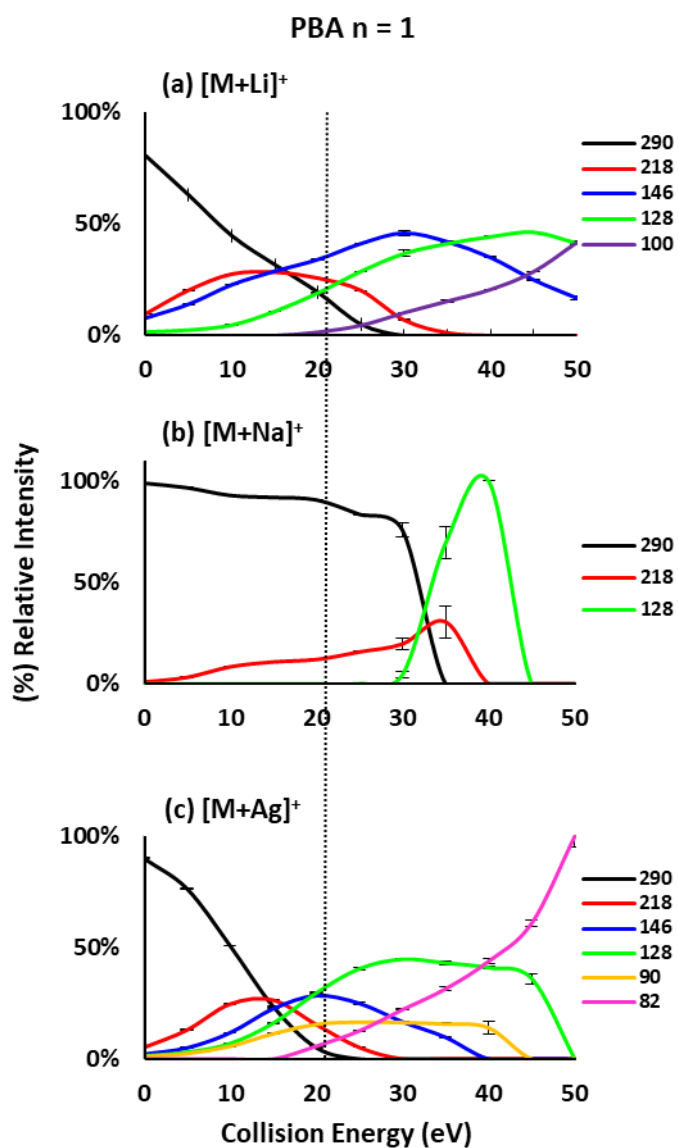 PBA n = 1
(a) [M+Li]⁺
100%
50%
0%
0 10 20 30 40 50
290
218
146
128
100
(%) Relative Intensity
(b) [M+Na]⁺
100%
50%
0%
0 10 20 30 40 50
290
218
128
(c) [M+Ag]⁺
100%
50%
0%
0 10 20 30 40 50
290
218
146
128
90
82
Collision Energy (eV)